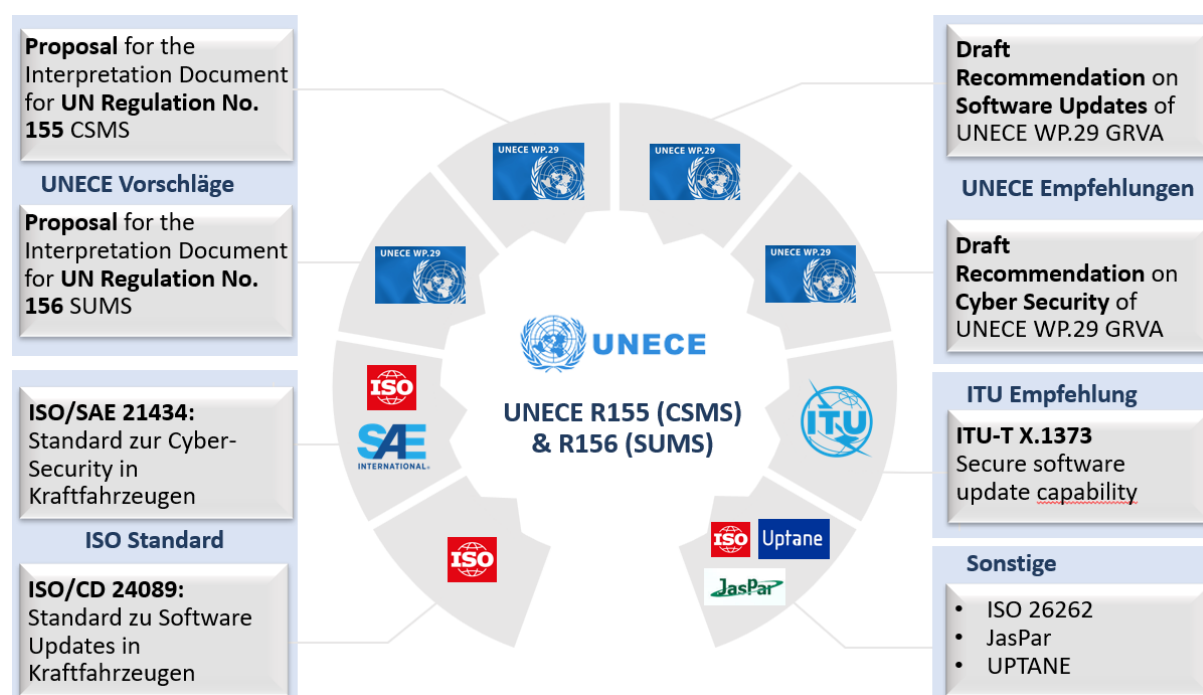 Proposal for the
Interpretation Document
for UN Regulation No.
155 CSMS
UNECE Vorschläge
Proposal for the
Interpretation Document
for UN Regulation No.
156 SUMS
ISO/SAE 21434:
Standard zur Cyber-
Security in
Kraftfahrzeugen
ISO Standard
ISO/CD 24089:
Standard zu Software
Updates in
Kraftfahrzeugen
UNECE WP.29
UNECE WP.29
UNECE WP.29
UNECE WP.29
UNECE
UNECE R155 (CSMS)
& R156 (SUMS)
ISO
SAE
INTERNATIONAL®
ISO
ITU
ISO
Uptane
JasPar
Draft
Recommendation on
Software Updates of
UNECE WP.29 GRVA
UNECE Empfehlungen
Draft
Recommendation on
Cyber Security of
UNECE WP.29 GRVA
ITU Empfehlung
ITU-T X.1373
Secure software
update capability
Sonstige
• ISO 26262
• JasPar
• UPTANE